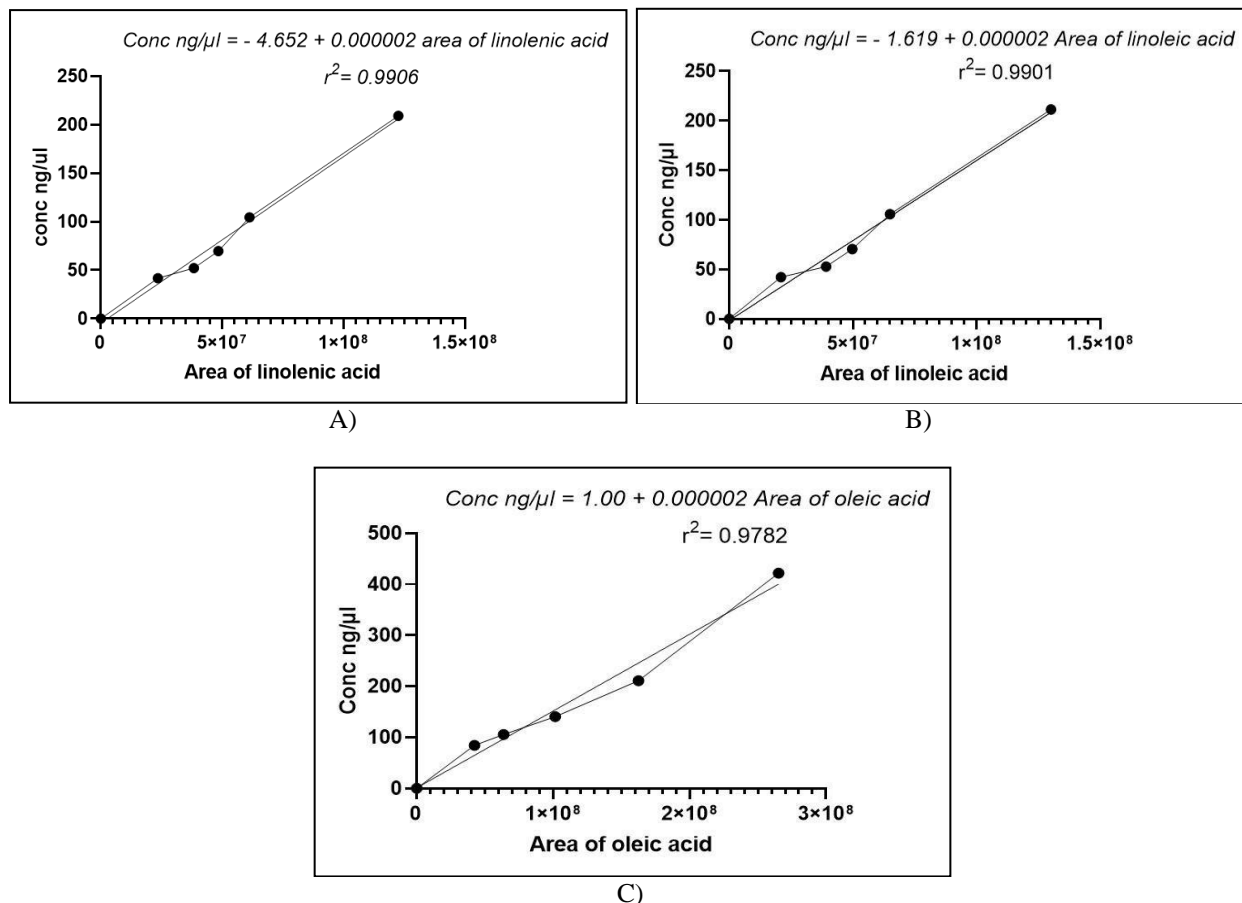 Conc ng/µl = - 4.652 + 0.000002 area of linolenic acid
r²= 0.9906
250
200
150
100
50
0
conc ng/ul
0
5×10⁷
1×10⁸
1.5×10⁸
Area of linolenic acid
A)
Conc ng/µl = - 1.619 + 0.000002 Area of linoleic acid
r²= 0.9901
250
200
150
100
50
0
Conc ng/µl
0
5×10⁷
1×10⁸
1.5×10⁸
Area of linoleic acid
B)
Conc ng/µl = 1.00 + 0.000002 Area of oleic acid
r²= 0.9782
500
400
300
200
100
0
Conc ng/µl
0
1×10⁸
2×10⁸
3×10⁸
Area of oleic acid
C)